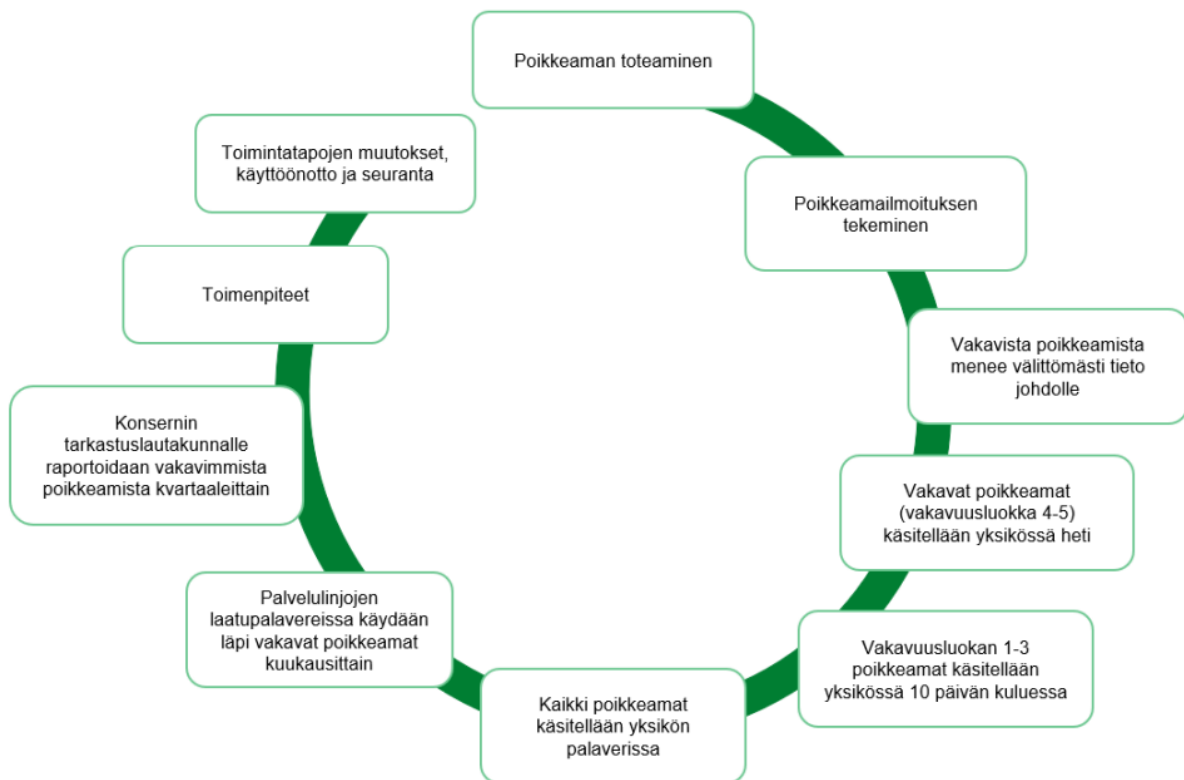 Poikkeaman toteaminen
Poikkeamailmoituksen
tekeminen
Vakavista poikkeamista
menee välittömästi tieto
johdolle
Vakavat poikkeamat
(vakavuusluokka 4-5)
käsitellään yksikössä heti
Vakavuusluokan 1-3
poikkeamat käsitellään
yksikössä 10 päivän kuluessa
Kaikki poikkeamat
käsitellään yksikön
palaverissa
Palvelulinjojen
laatupalavereissa käydään
läpi vakavat poikkeamat
kuukausittain
Konsernin
tarkastuslautakunnalle
raportoidaan vakavimmista
poikkeamista kvartaaleittain
Toimenpiteet
Toimintatapojen muutokset,
käyttöönotto ja seuranta